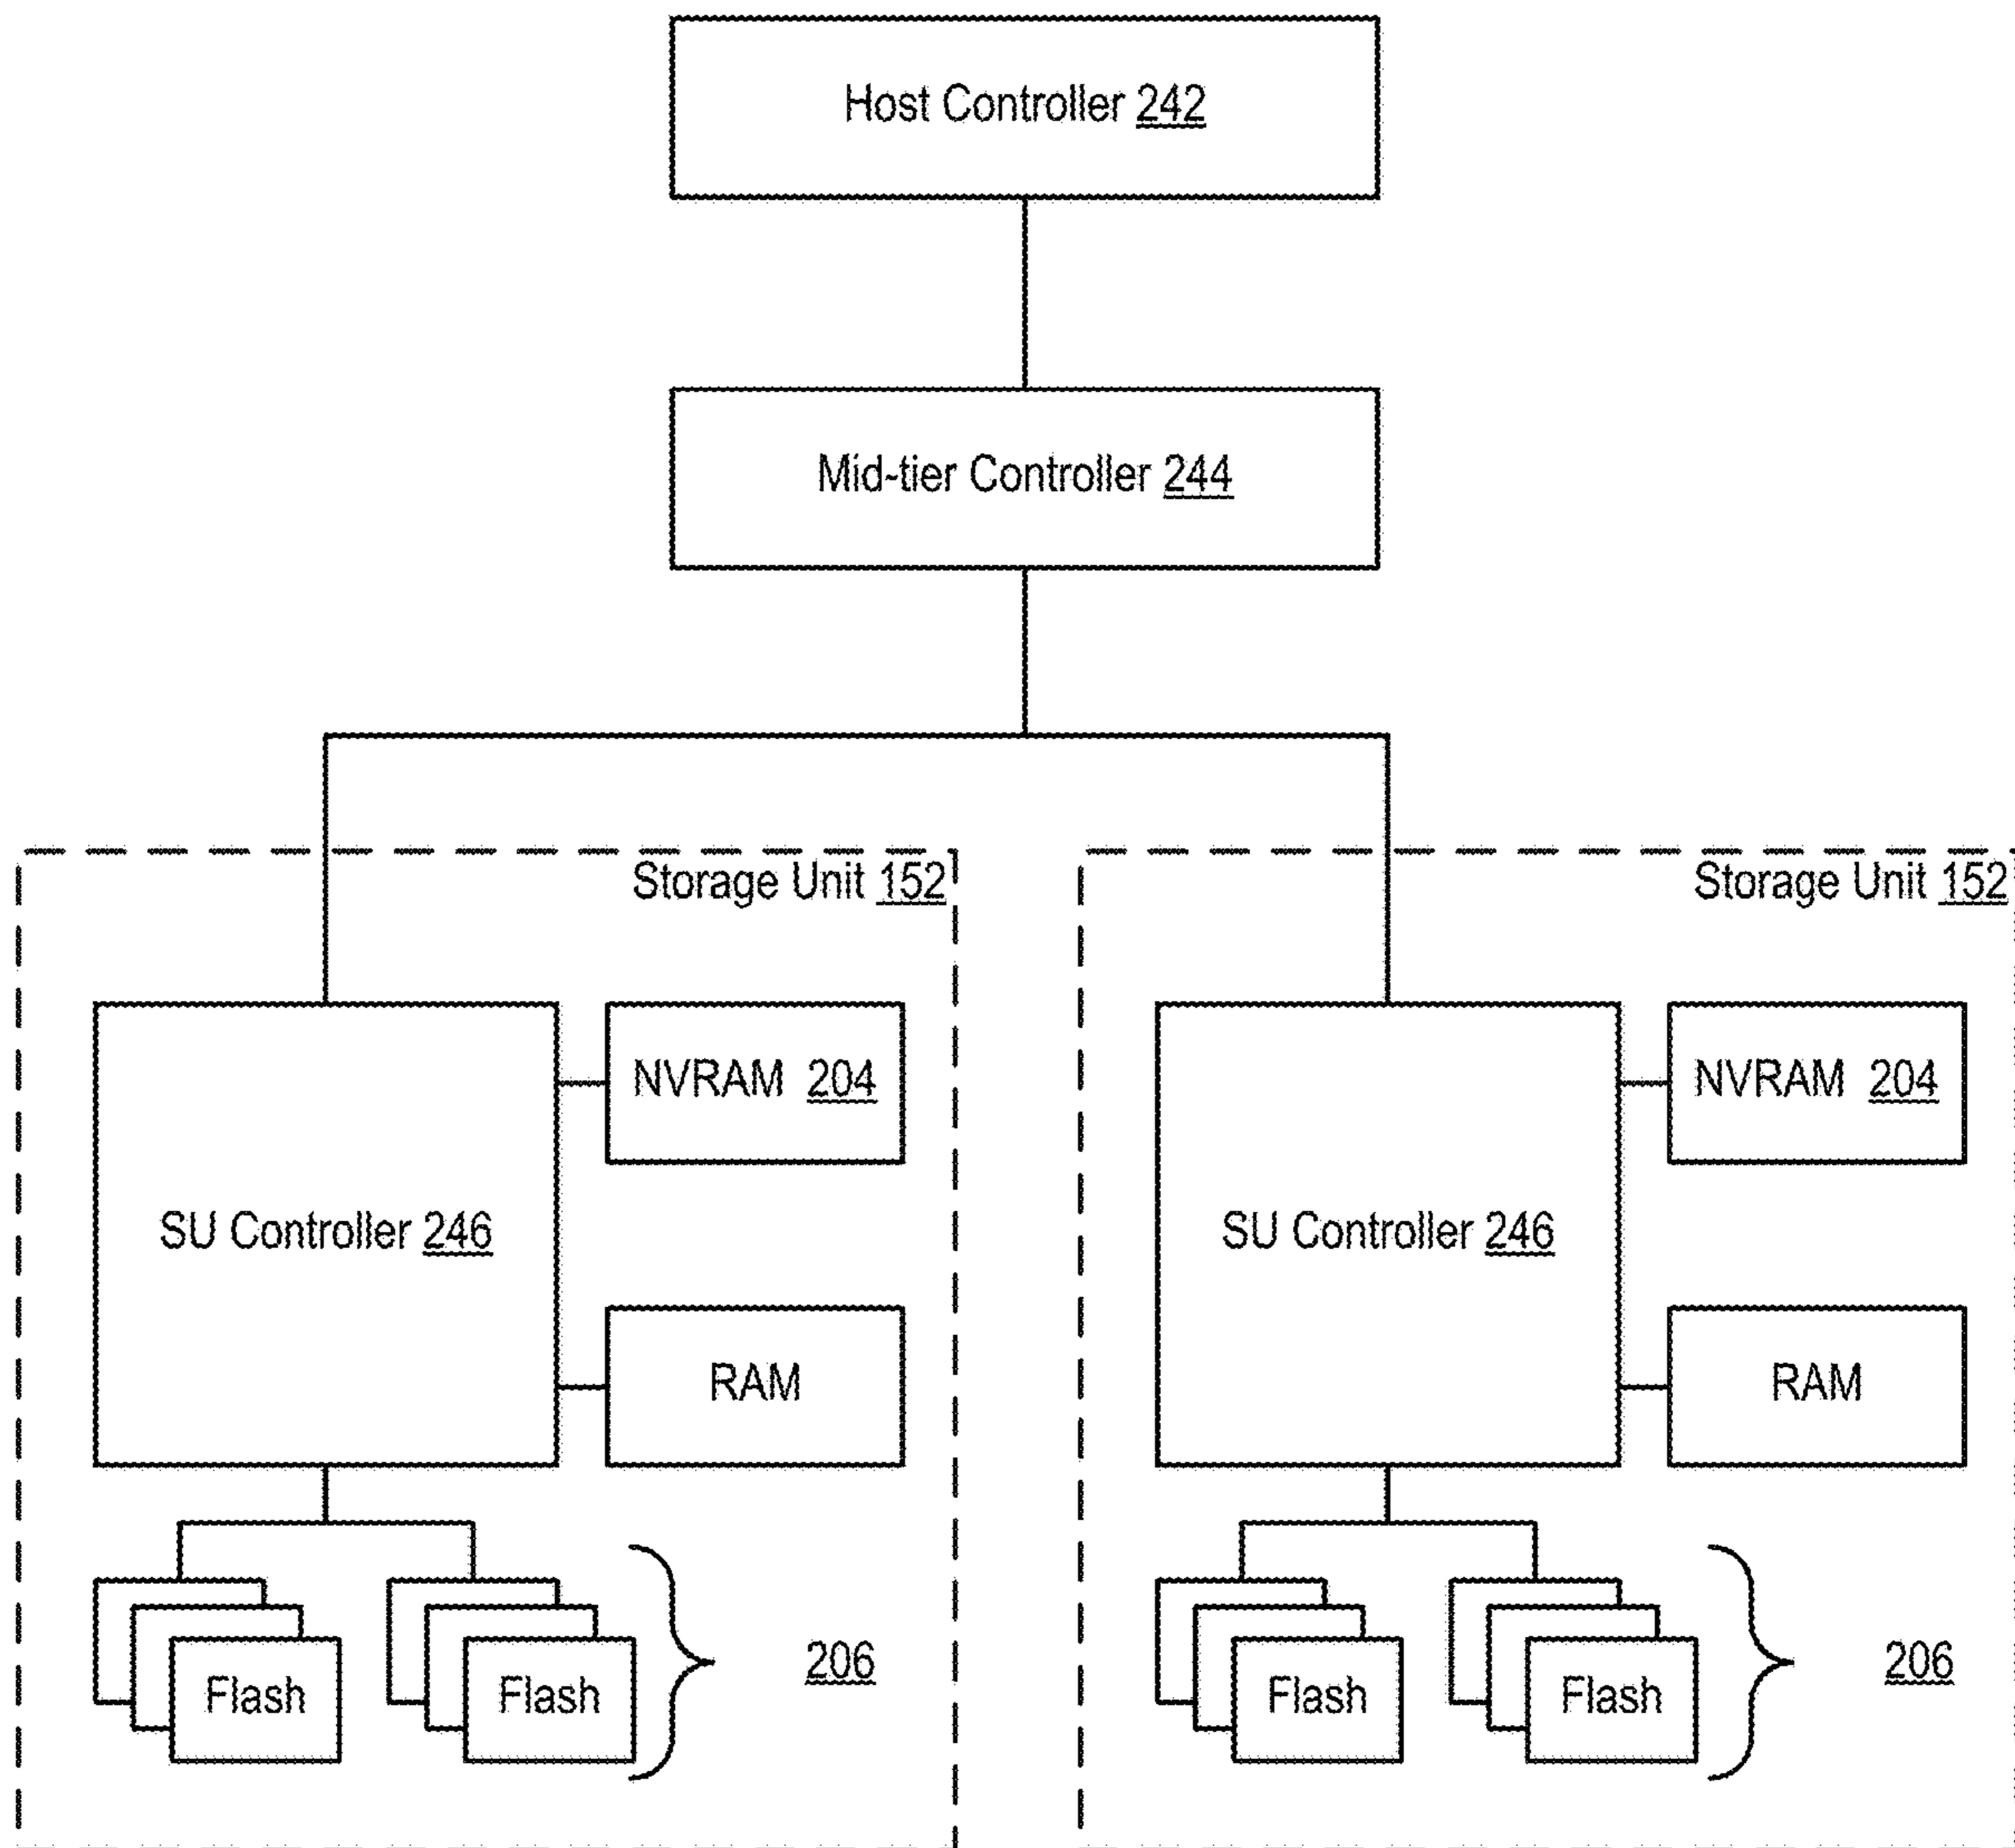 Host Controller 242
Mid-tier Controller 244
Storage Unit 152
Storage Unit 152
NVRAM 204
NVRAM 204
SU Controller 246
SU Controller 246
RAM
RAM
Flash
Flash
206
Flash
Flash
206